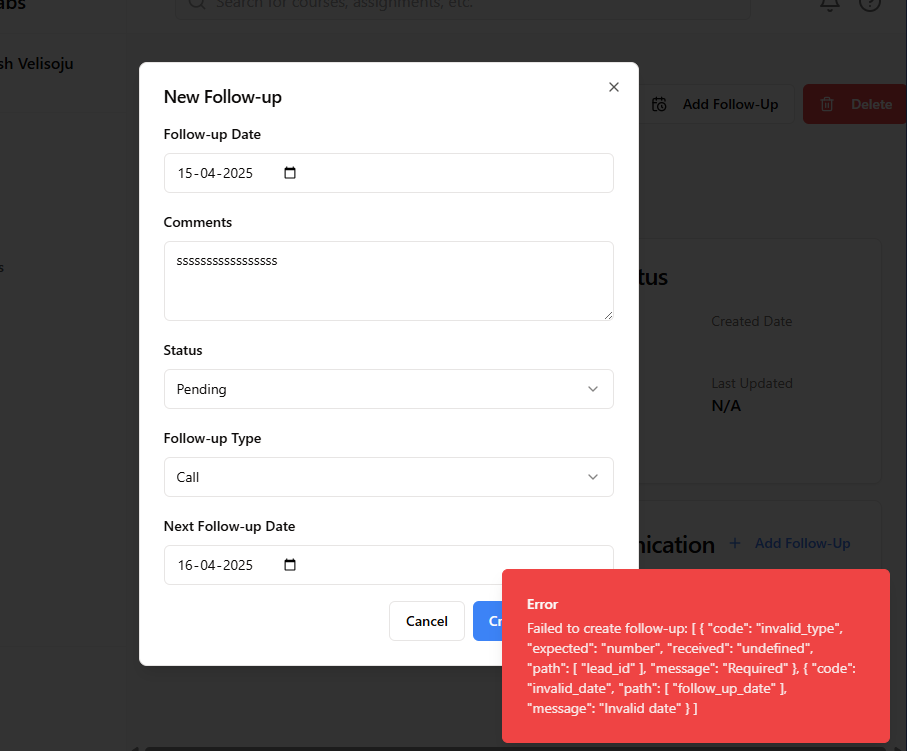 abs
Search for courses, assignments, etc.
sh Velisoju
New Follow-up
Add Follow-Up
Delete
Follow-up Date
15-04-2025
Comments
sssssssssssssssss
s
tus
Created Date
Status
Pending
Last Updated
N/A
Follow-up Type
Call
Next Follow-up Date
nication
+ Add Follow-Up
16-04-2025
Cancel
Cr
Error
Failed to create follow-up: [ { "code": "invalid_type",
"expected": "number", "received": "undefined",
"path": [ "lead_id" ], "message": "Required" }, { "code":
"invalid_date", "path": [ "follow_up_date" ],
"message": "Invalid date" } ]